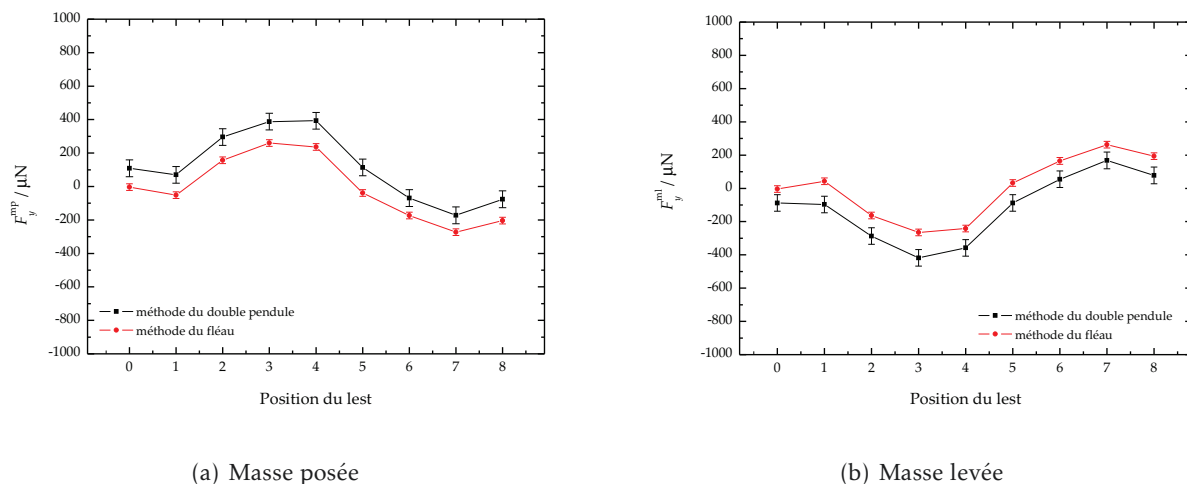 1000
800
600
400
200
0
-200
-400
-600
-800
-1000
F_y^mp / µN
méthode du double pendule
méthode du fléau
0 1 2 3 4 5 6 7 8
Position du lest
(a) Masse posée
1000
800
600
400
200
0
-200
-400
-600
-800
-1000
F_y^ml / µN
méthode du double pendule
méthode du fléau
0 1 2 3 4 5 6 7 8
Position du lest
(b) Masse levée